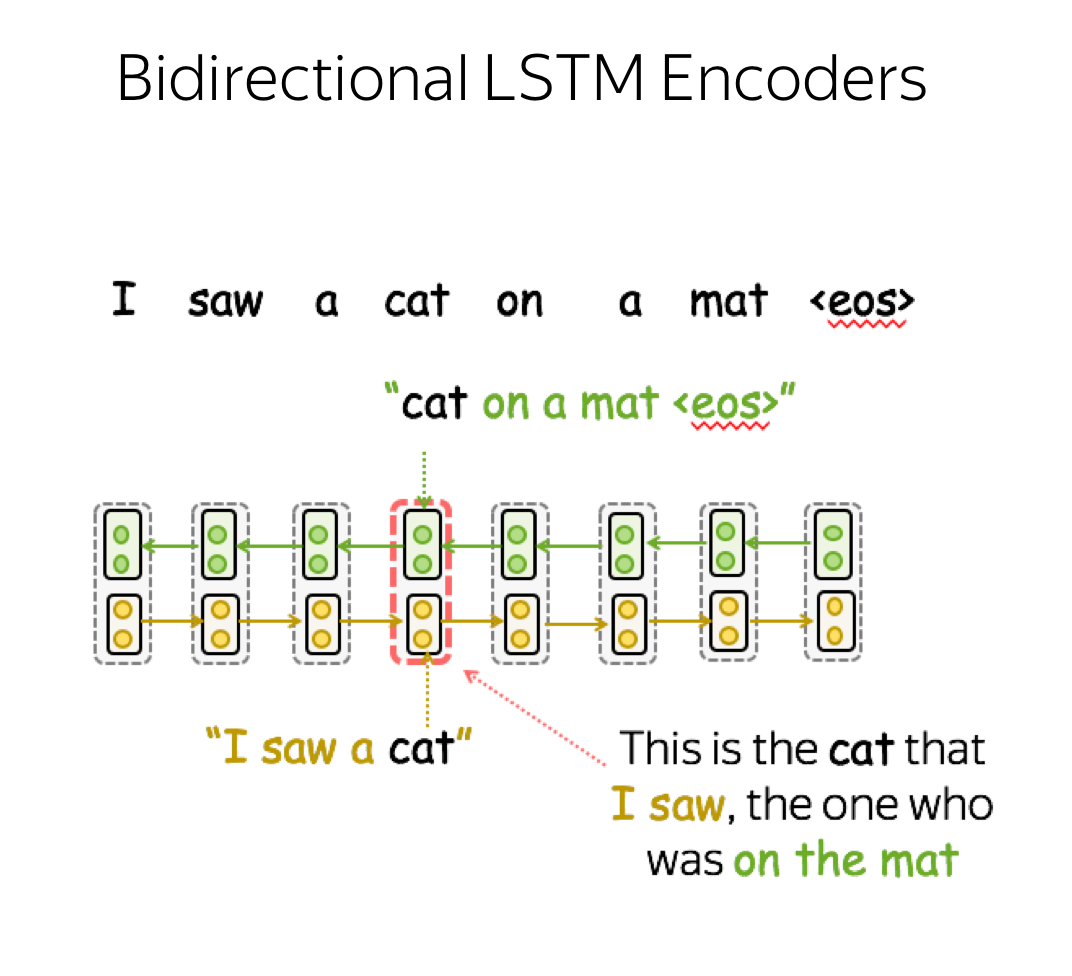 Bidirectional LSTM Encoders
I saw a cat on a mat <eos>
“cat on a mat <eos>”
“I saw a cat”
This is the cat that
I saw, the one who
was on the mat